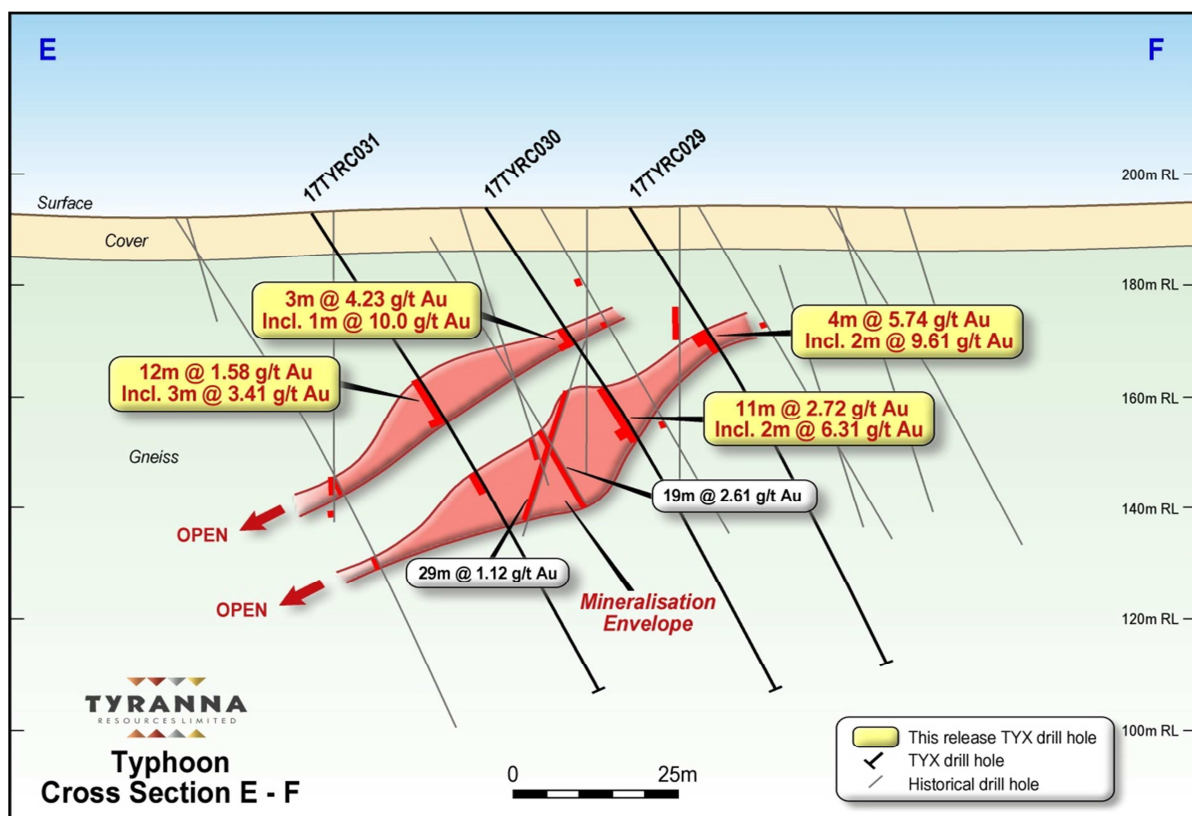 E
F
17TYRC031
17TYRC030
17TYRC029
200m RL
Surface
Cover
180m RL
3m @ 4.23 g/t Au
Incl. 1m @ 10.0 g/t Au
4m @ 5.74 g/t Au
Incl. 2m @ 9.61 g/t Au
12m @ 1.58 g/t Au
Incl. 3m @ 3.41 g/t Au
160m RL
11m @ 2.72 g/t Au
Incl. 2m @ 6.31 g/t Au
Gneiss
19m @ 2.61 g/t Au
140m RL
OPEN
29m @ 1.12 g/t Au
OPEN
Mineralisation
Envelope
120m RL
TYRANNA
RESOURCES LIMITED
100m RL
Typhoon
Cross Section E - F
0 25m
This release TYX drill hole
TYX drill hole
Historical drill hole